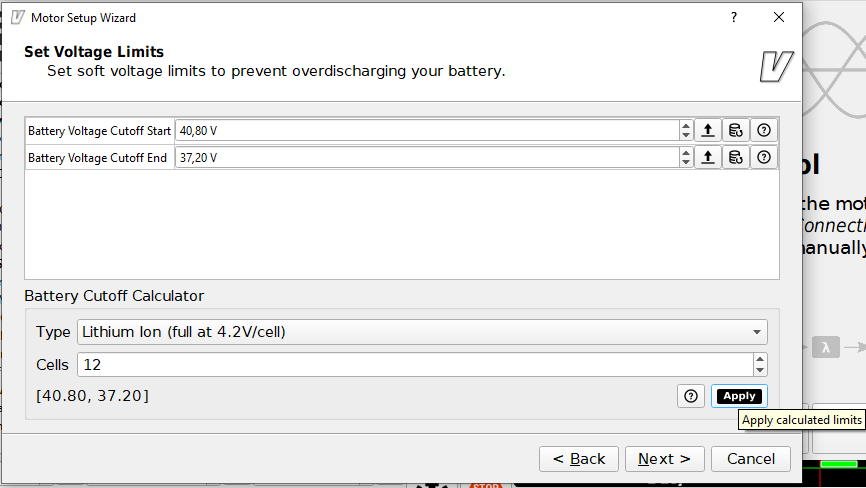 Motor Setup Wizard
?
Set Voltage Limits
Set soft voltage limits to prevent overdischarging your battery.
Battery Voltage Cutoff Start 40,80 V
Battery Voltage Cutoff End 37,20 V
ol
the mot
Connecti
manually
Battery Cutoff Calculator
Type Lithium Ion (full at 4.2V/cell)
λ
Cells 12
[40.80, 37.20]
Apply
Apply calculated limits
< Back Next > Cancel
STOP